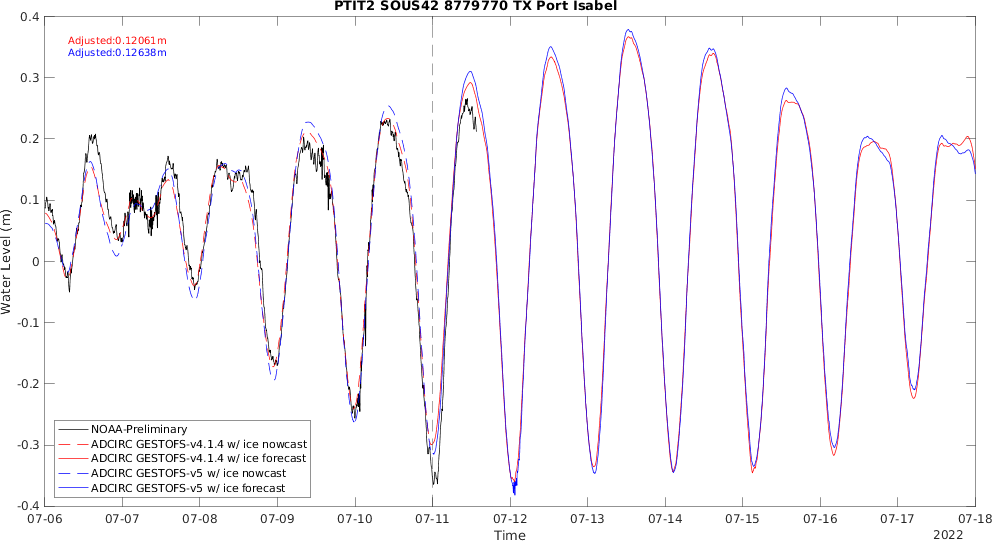 PTIT2 SOUS42 8779770 TX Port Isabel
Adjusted:0.12061m
Adjusted:0.12638m
0.4
0.3
0.2
0.1
0
-0.1
-0.2
-0.3
-0.4
Water Level (m)
NOAA-Preliminary
ADCIRC GESTOFS-v4.1.4 w/ ice nowcast
ADCIRC GESTOFS-v4.1.4 w/ ice forecast
ADCIRC GESTOFS-v5 w/ ice nowcast
ADCIRC GESTOFS-v5 w/ ice forecast
07-06 07-07 07-08 07-09 07-10 07-11 07-12 07-13 07-14 07-15 07-16 07-17 07-18
Time
2022